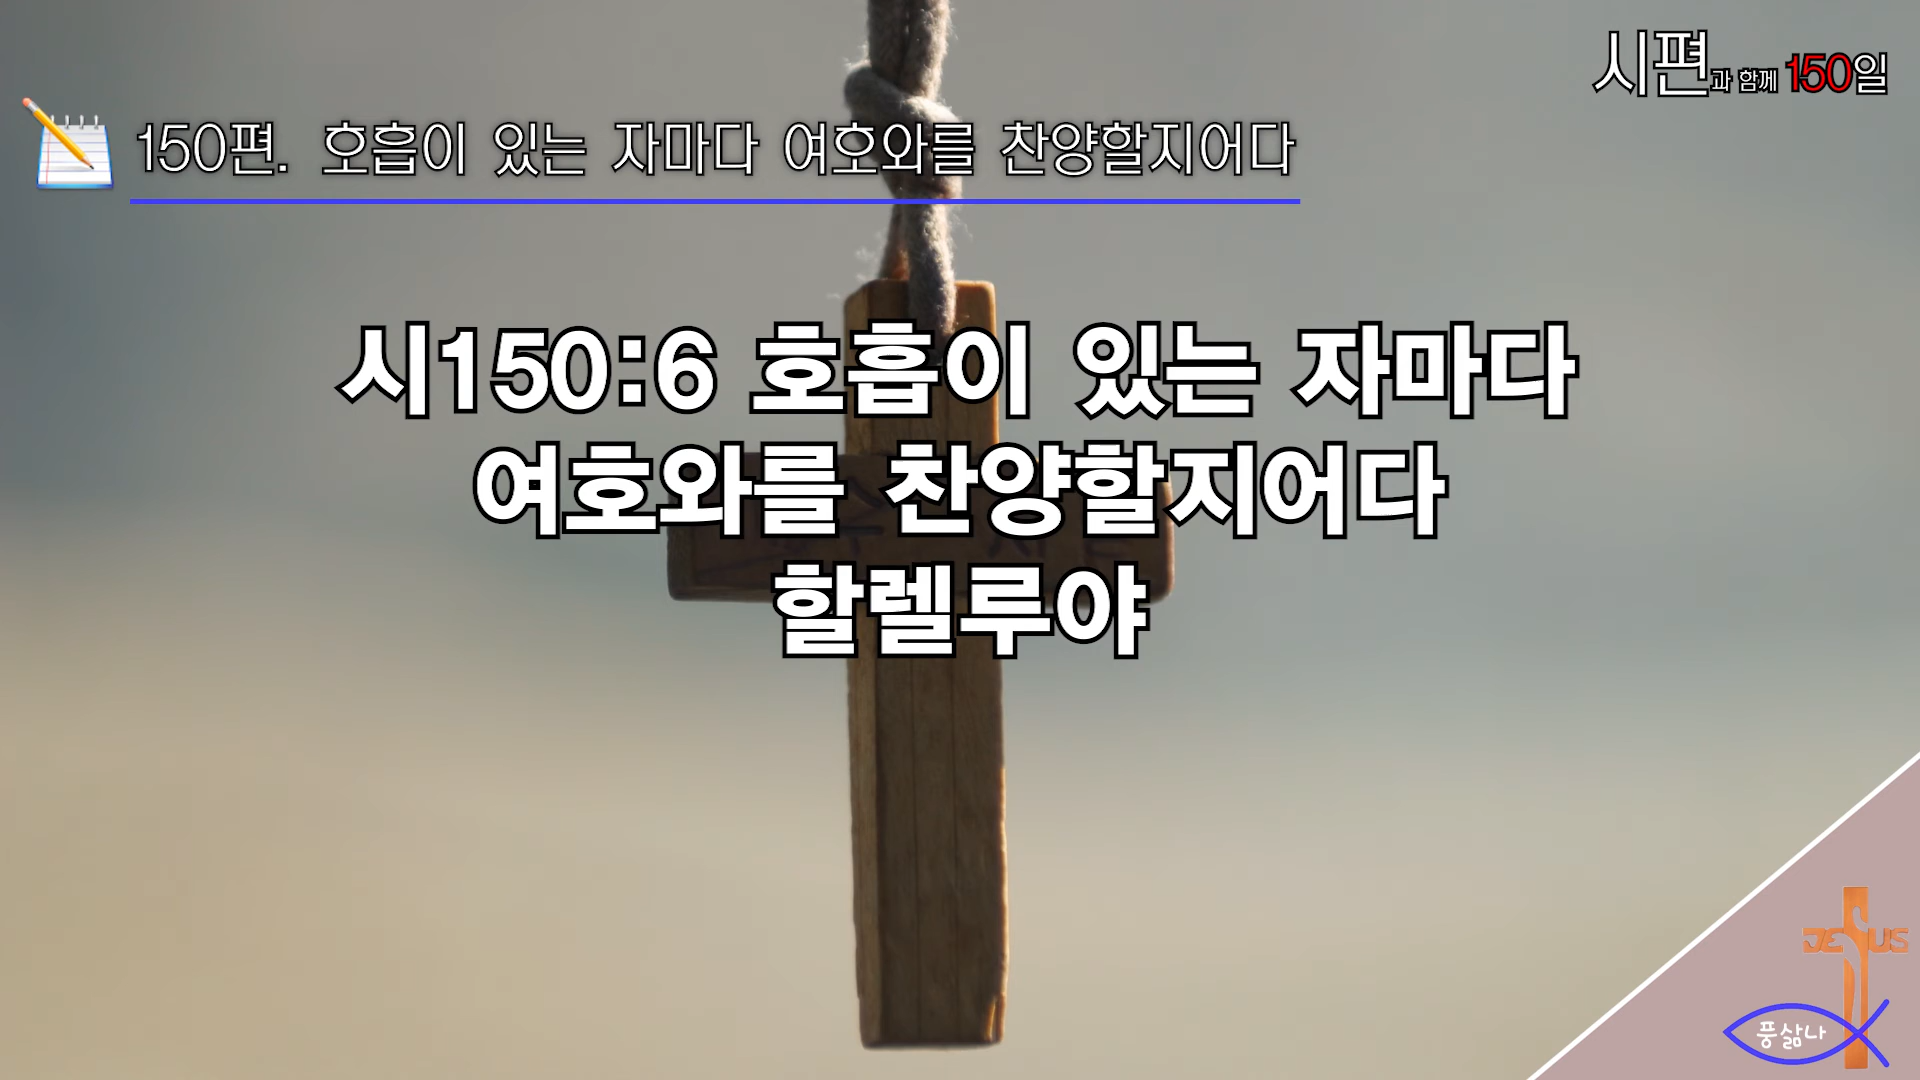 시편과 함께 150일
150편. 호흡이 있는 자마다 여호와를 찬양할지어다
시150:6 호흡이 있는 자마다
여호와를 찬양할지어다
할렐루야
JESUS
풍삶나